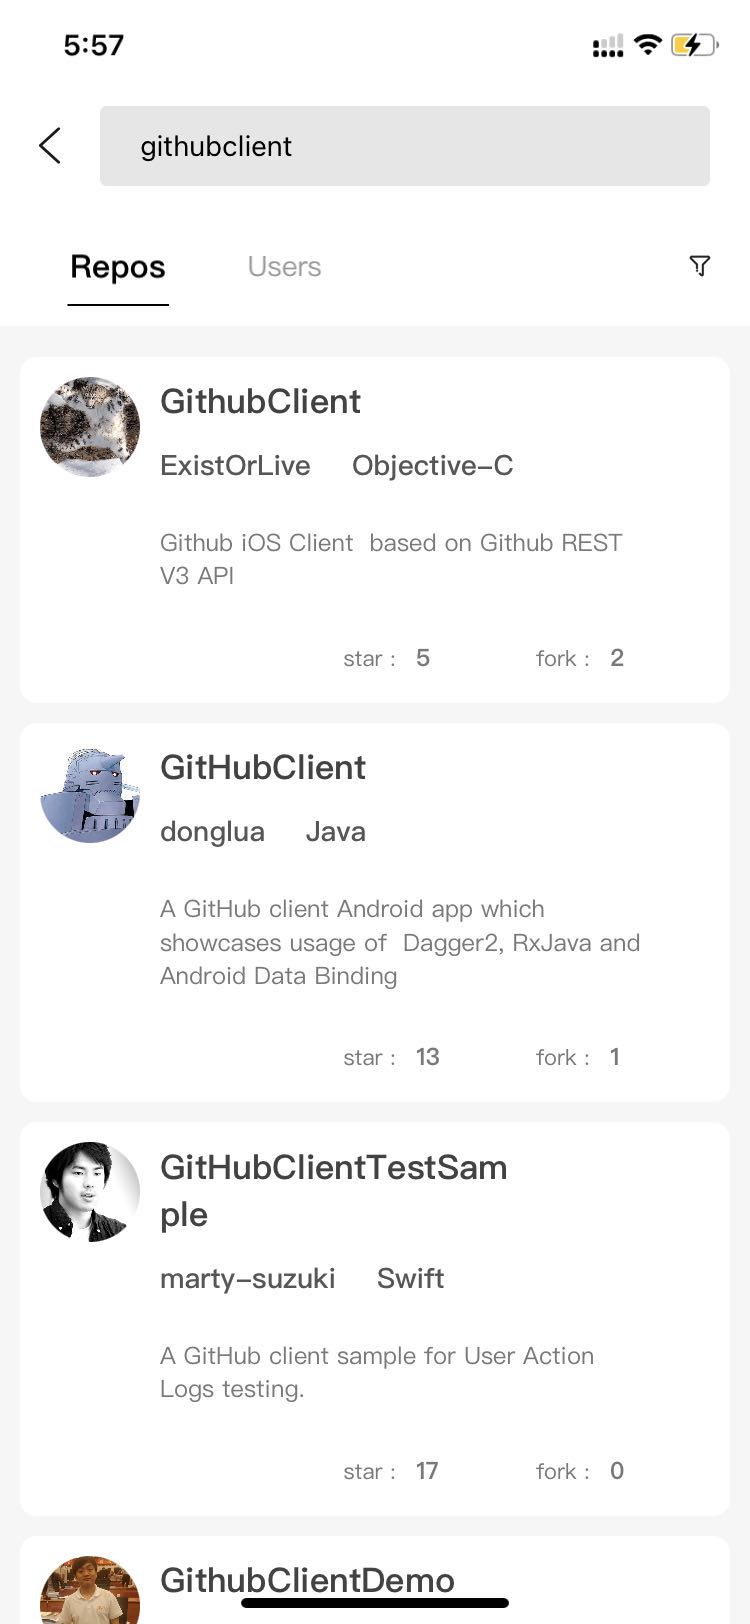 5:57
githubclient
Repos Users
GithubClient
ExistOrLive Objective-C
Github iOS Client  based on Github REST
V3 API
star : 5 fork : 2
GitHubClient
donglua Java
A GitHub client Android app which
showcases usage of  Dagger2, RxJava and
Android Data Binding
star : 13 fork : 1
GitHubClientTestSam
ple
marty-suzuki Swift
A GitHub client sample for User Action
Logs testing.
star : 17 fork : 0
GithubClientDemo